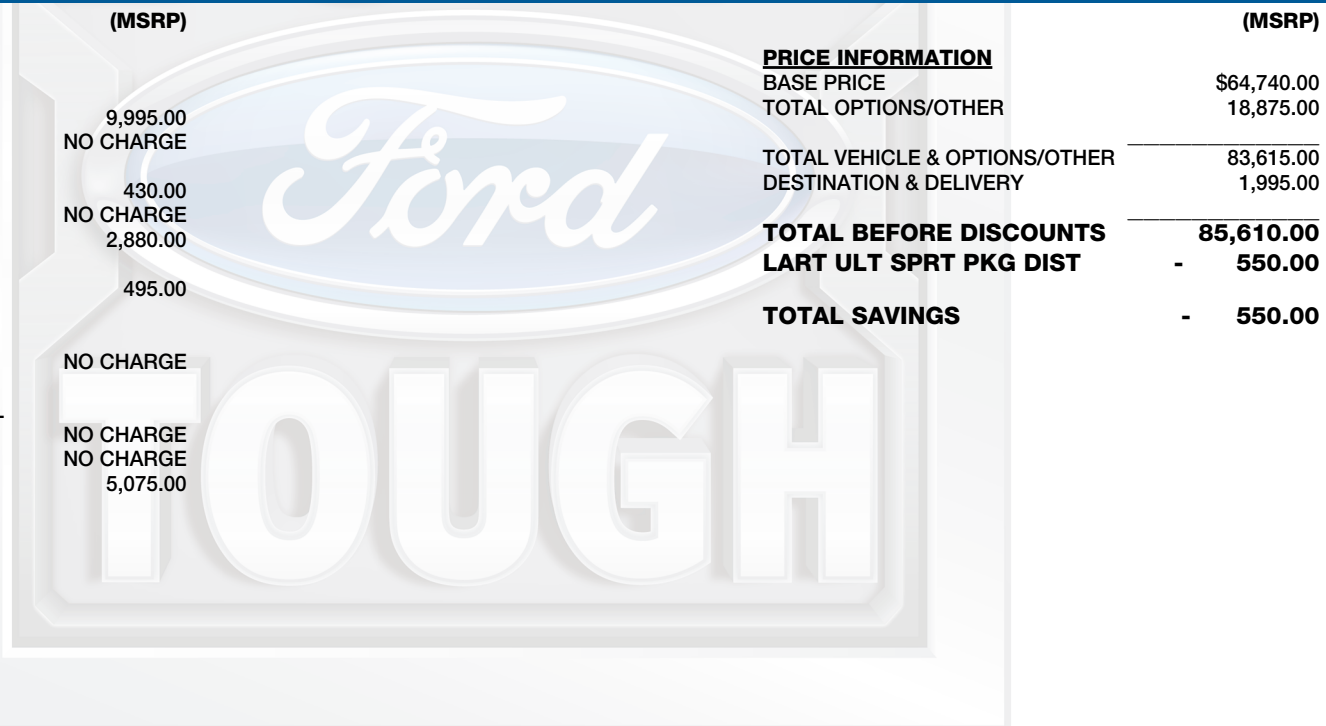 (MSRP)
9,995.00
NO CHARGE
430.00
NO CHARGE
2,880.00
495.00
NO CHARGE
NO CHARGE
NO CHARGE
5,075.00
(MSRP)
PRICE INFORMATION
BASE PRICE $64,740.00
TOTAL OPTIONS/OTHER 18,875.00
TOTAL VEHICLE & OPTIONS/OTHER 83,615.00
DESTINATION & DELIVERY 1,995.00
TOTAL BEFORE DISCOUNTS 85,610.00
LART ULT SPRT PKG DIST - 550.00
TOTAL SAVINGS - 550.00
Ford
TOUGH